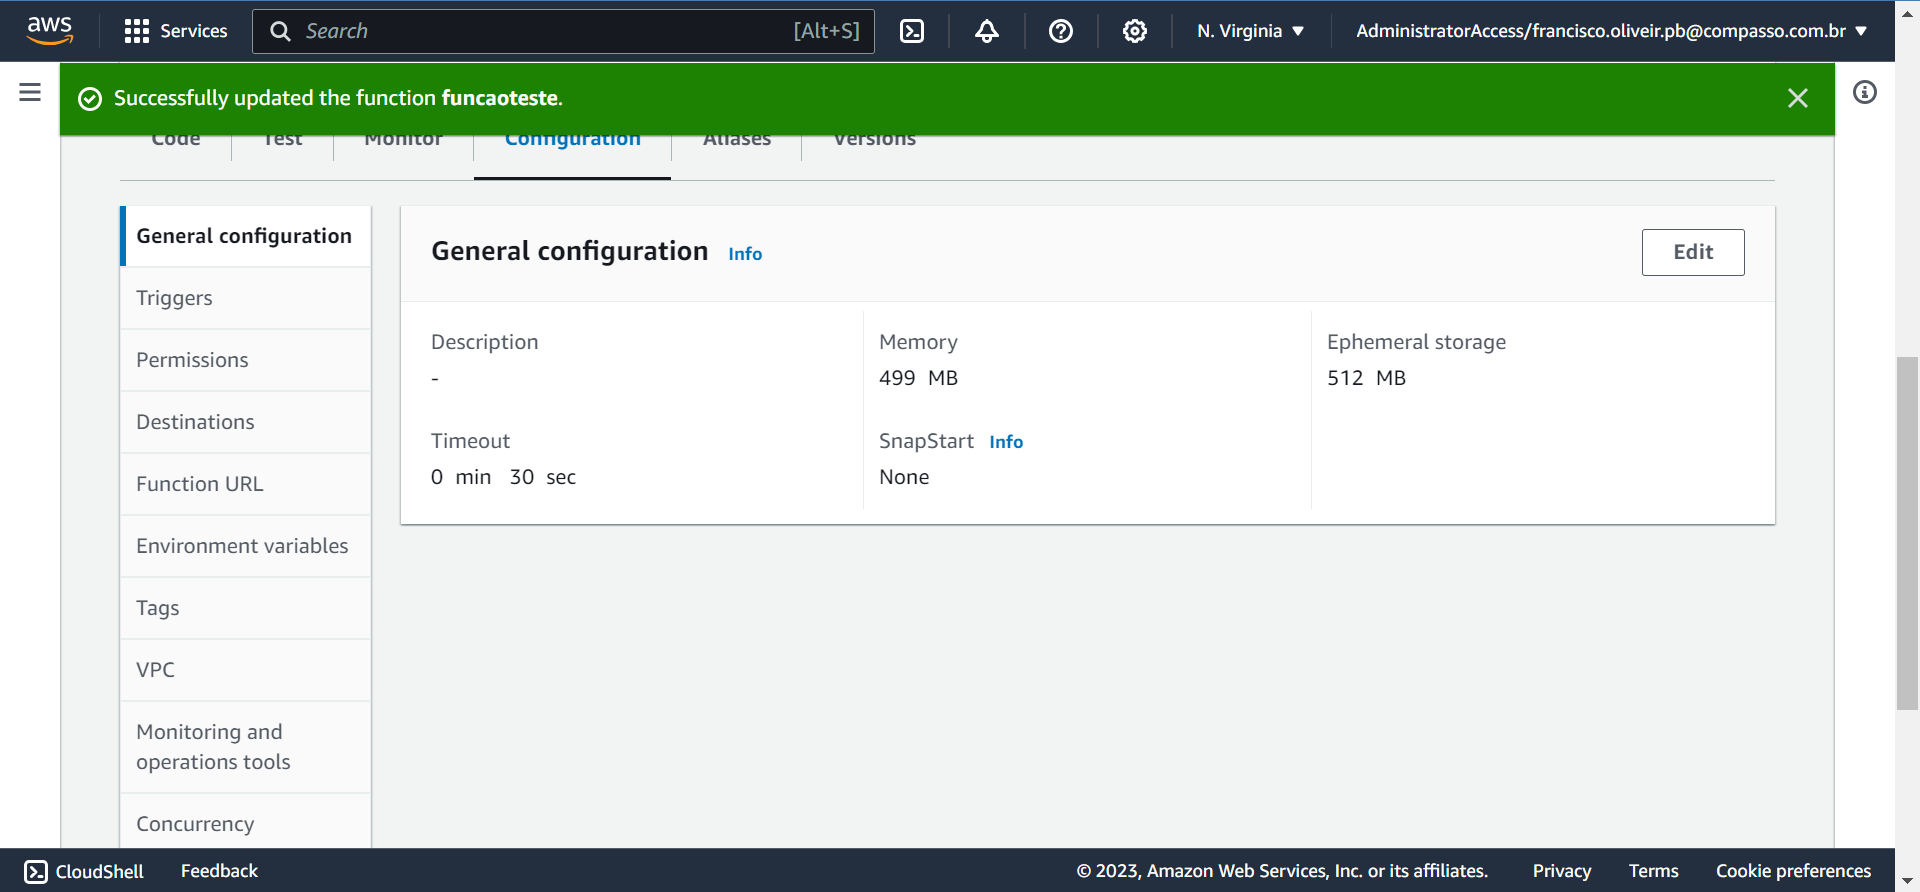 aws
Services
Search [Alt+S]
N. Virginia
AdministratorAccess/francisco.oliveir.pb@compasso.com.br
Successfully updated the function funcaoteste.
Code Test Monitor Configuration Aliases Versions
General configuration
Triggers
Permissions
Destinations
Function URL
Environment variables
Tags
VPC
Monitoring and
operations tools
Concurrency
General configuration Info
Edit
Description
-
Memory
499 MB
Ephemeral storage
512 MB
Timeout
0 min 30 sec
SnapStart Info
None
CloudShell
Feedback
© 2023, Amazon Web Services, Inc. or its affiliates.
Privacy
Terms
Cookie preferences